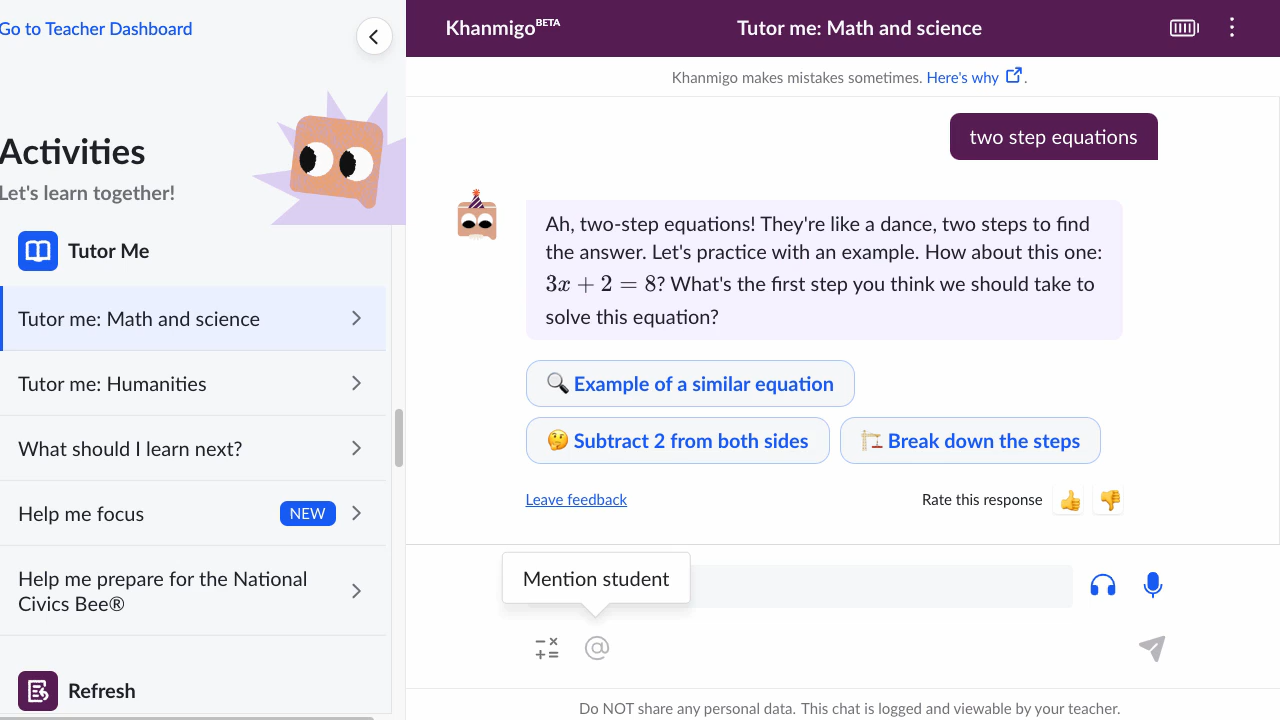 Go to Teacher Dashboard
Activities
Let's learn together!
Tutor Me
Tutor me: Math and science
Tutor me: Humanities
What should I learn next?
Help me focus NEW
Help me prepare for the National
Civics Bee®
Refresh
Khanmigo BETA
Tutor me: Math and science
Khanmigo makes mistakes sometimes. Here's why .
two step equations
Ah, two-step equations! They're like a dance, two steps to find
the answer. Let's practice with an example. How about this one:
3x + 2 = 8? What's the first step you think we should take to
solve this equation?
🔍 Example of a similar equation
🤔 Subtract 2 from both sides
🏗️ Break down the steps
Leave feedback
Rate this response 👍 👎
Mention student
@
Do NOT share any personal data. This chat is logged and viewable by your teacher.